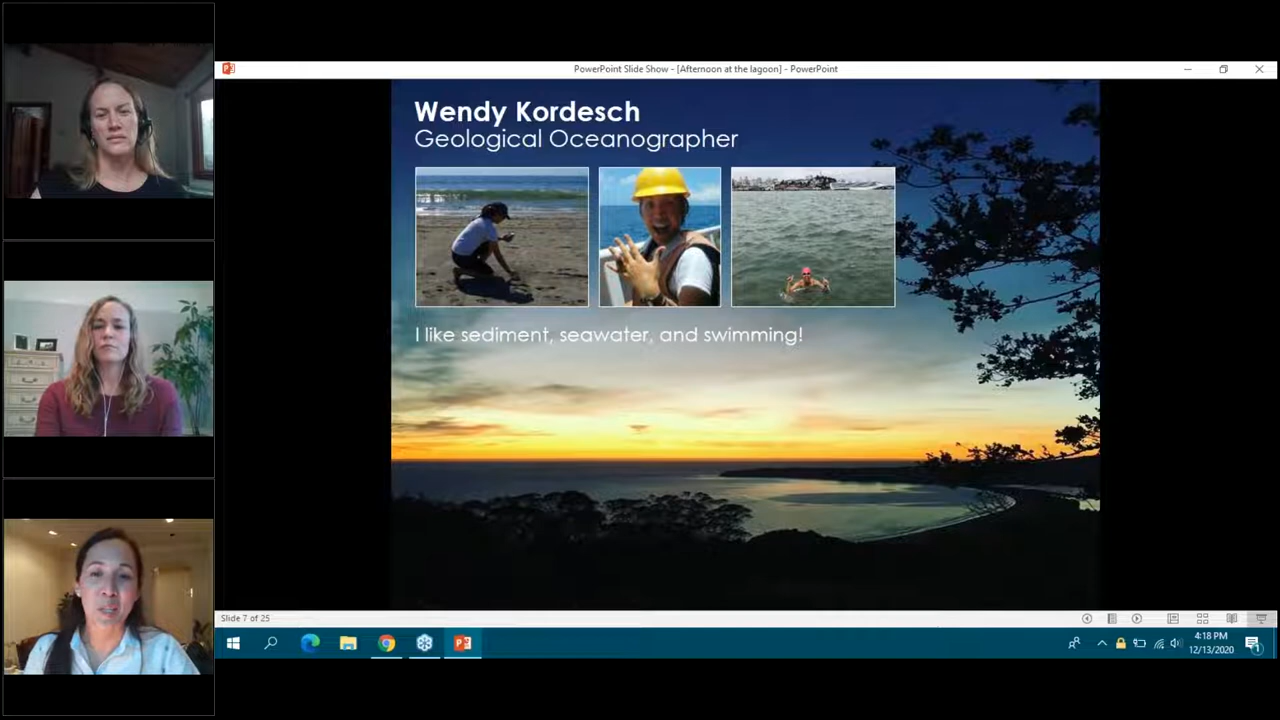 PowerPoint Slide Show - [Afternoon at the lagoon] - PowerPoint
Wendy Kordesch
Geological Oceanographer
I like sediment, seawater, and swimming!
Slide 7 of 25
4:18 PM
12/13/2020
1